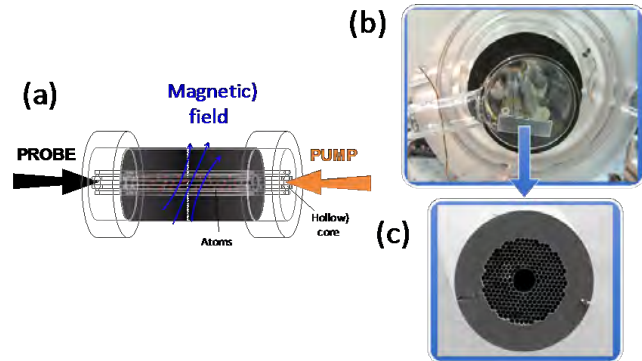 (a)
Magnetic)
field
PROBE
PUMP
Hollow)
core
Atoms
(b)
(c)